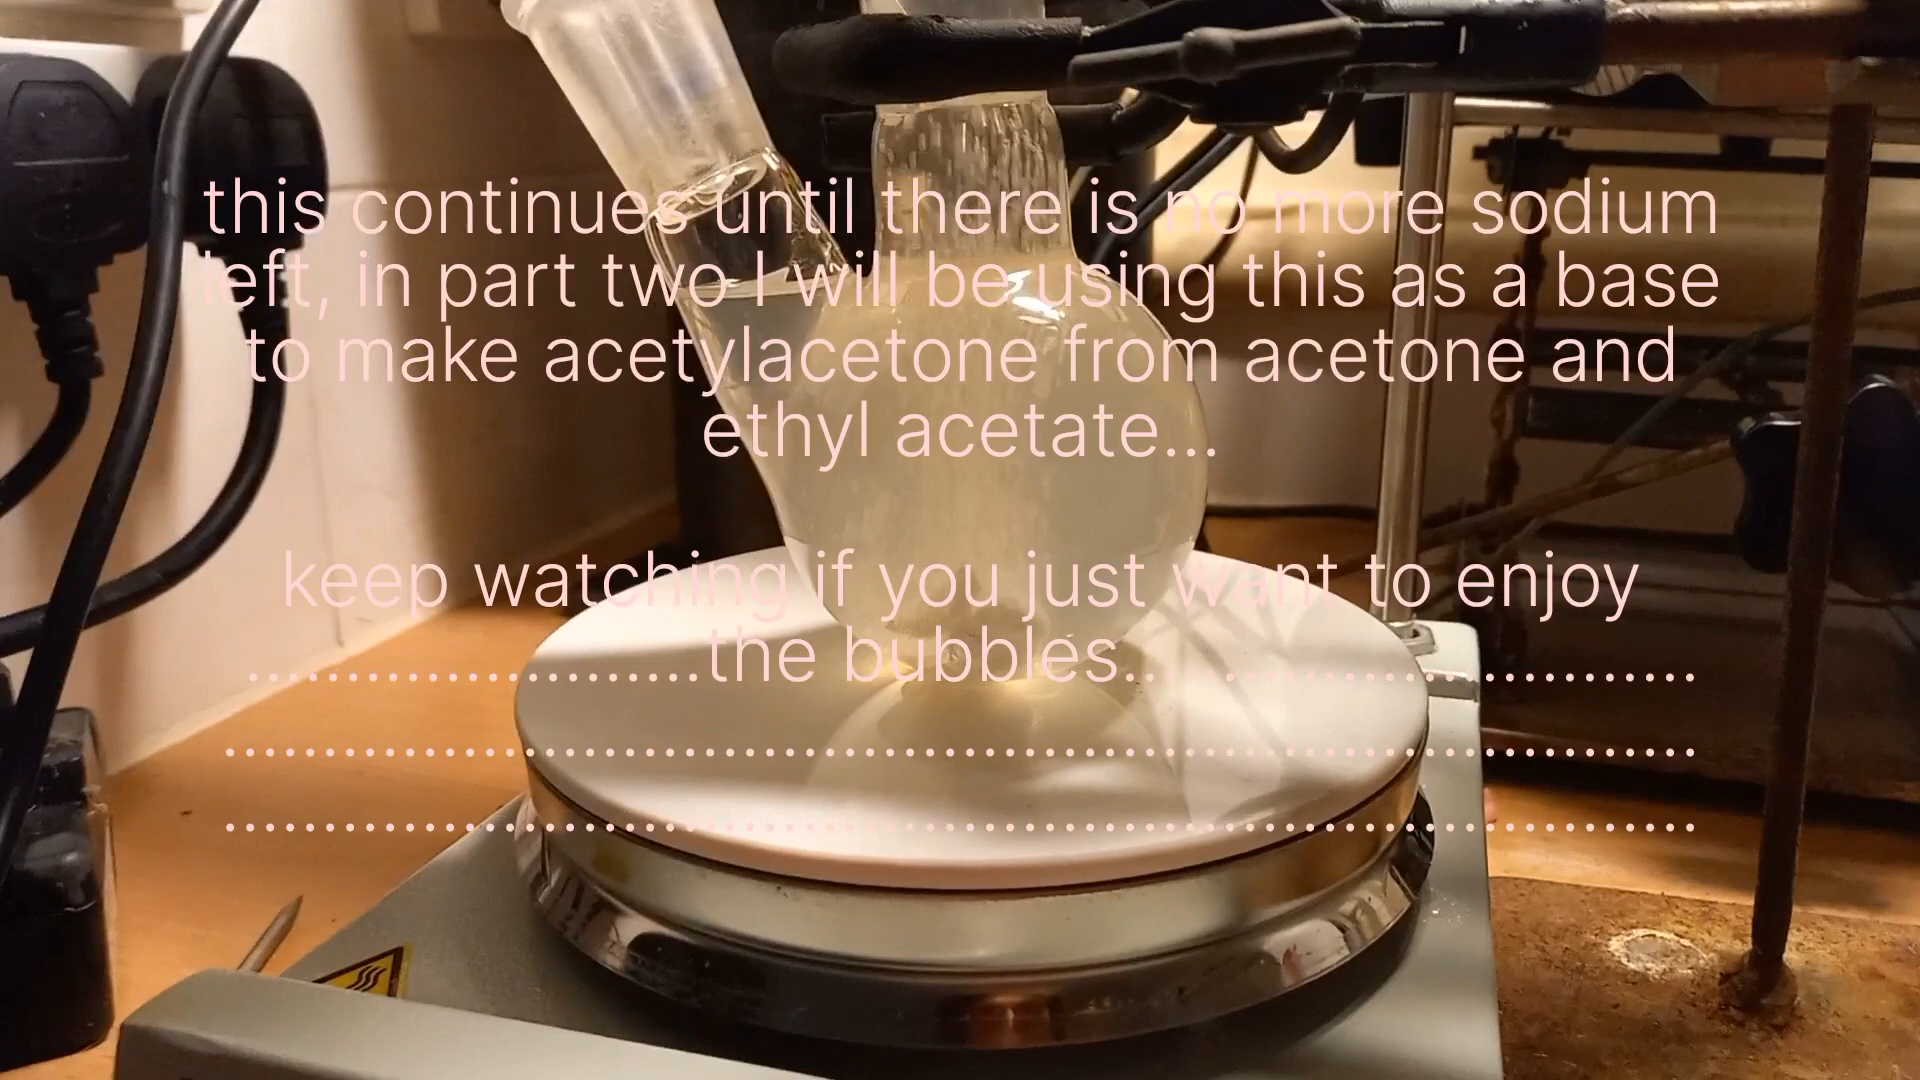 this continues until there is no more sodium
left, in part two I will be using this as a base
to make acetylacetone from acetone and
ethyl acetate...
keep watching if you just want to enjoy
.......................the bubbles.............................
..........................................................................
..........................................................................